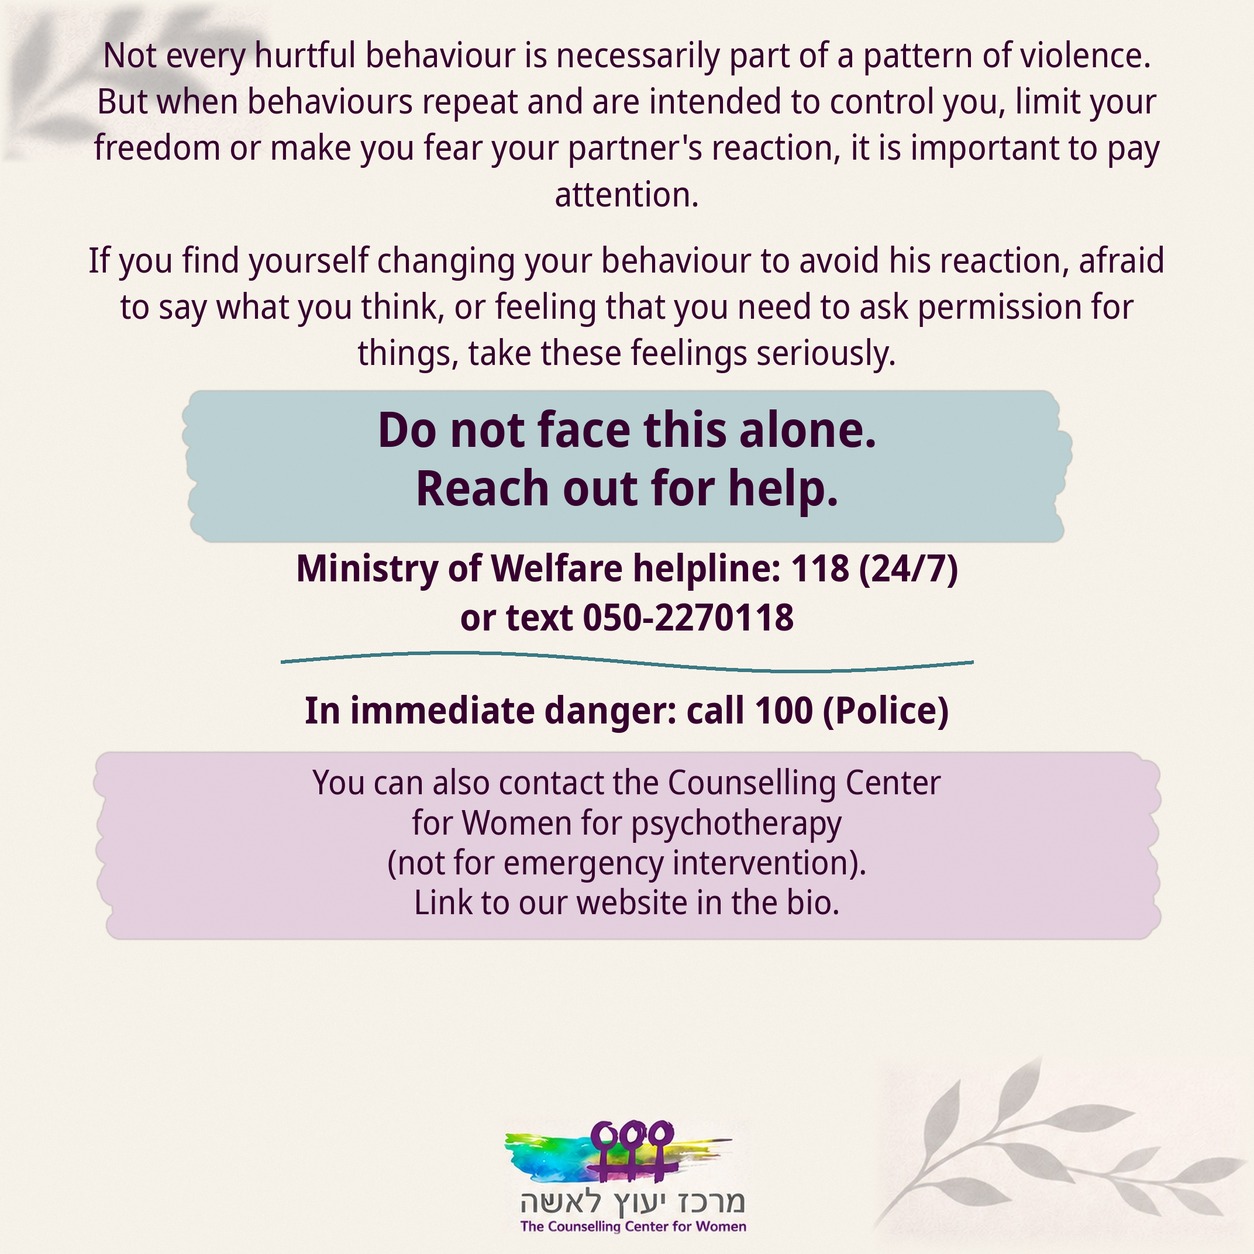 Not every hurtful behaviour is necessarily part of a pattern of violence.
But when behaviours repeat and are intended to control you, limit your
freedom or make you fear your partner's reaction, it is important to pay
attention.
If you find yourself changing your behaviour to avoid his reaction, afraid
to say what you think, or feeling that you need to ask permission for
things, take these feelings seriously.
Do not face this alone.
Reach out for help.
Ministry of Welfare helpline: 118 (24/7)
or text 050-2270118
In immediate danger: call 100 (Police)
You can also contact the Counselling Center
for Women for psychotherapy
(not for emergency intervention).
Link to our website in the bio.
מרכז יעוץ לאשה
The Counselling Center for Women